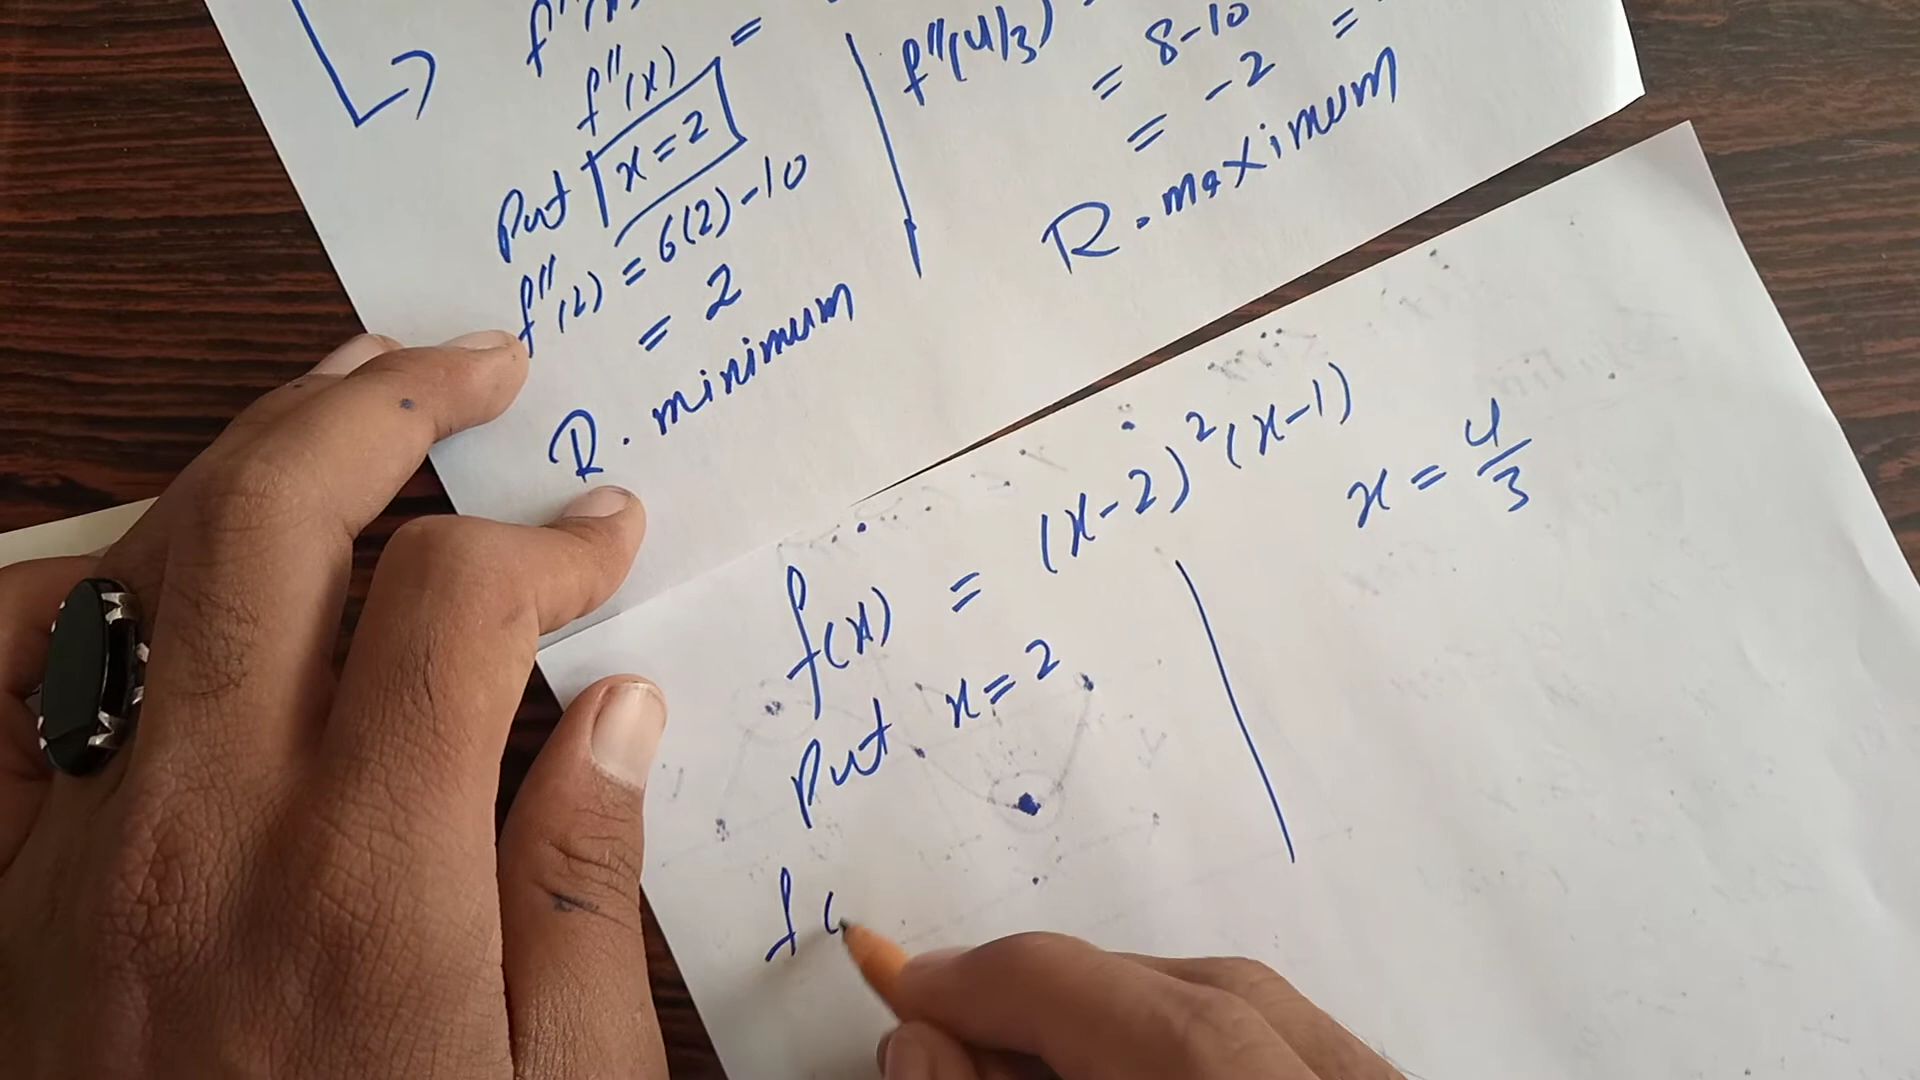 f''(x) =
Put x=2
f''(2) = 6(2)-10
= 2
R. minimum
f''(4/3)
= 8-10
= -2
R. maximum
f(x) = (x-2)²(x-1)
Put x=2
f(
x = 4/3